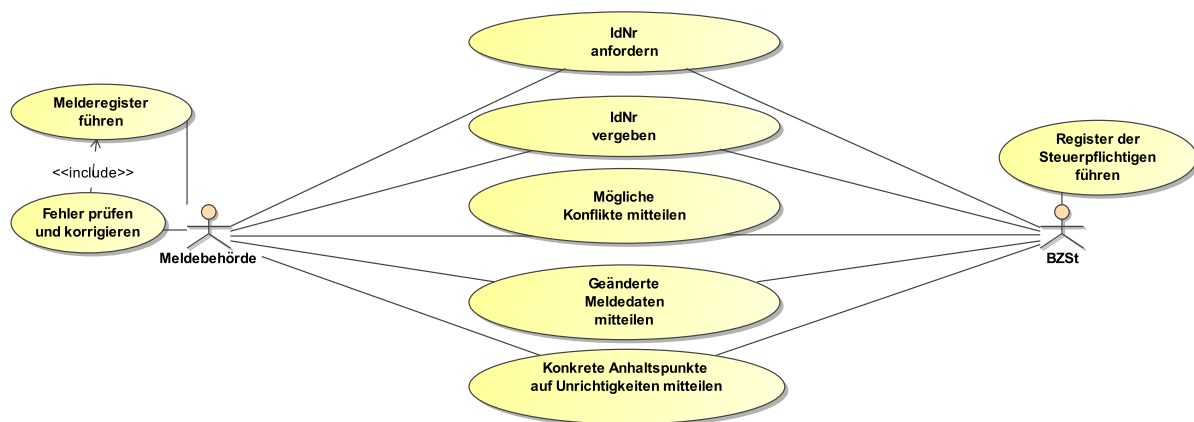 IdNr
anfordern
Melderegister
führen
IdNr
vergeben
Register der
Steuerpflichtigen
führen
<<include>>
Mögliche
Konflikte mitteilen
Fehler prüfen
und korrigieren
Meldebehörde
BZSt
Geänderte
Meldedaten
mitteilen
Konkrete Anhaltspunkte
auf Unrichtigkeiten mitteilen